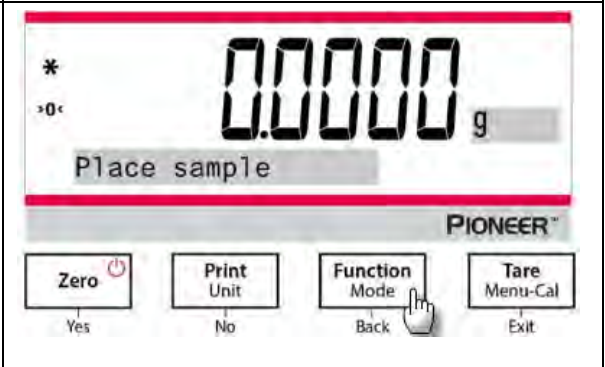 *
>0<
0.0000 g
Place sample
PIONEER™
Zero Print Function Tare
Unit Mode Menu-Cal
Yes No Back Exit